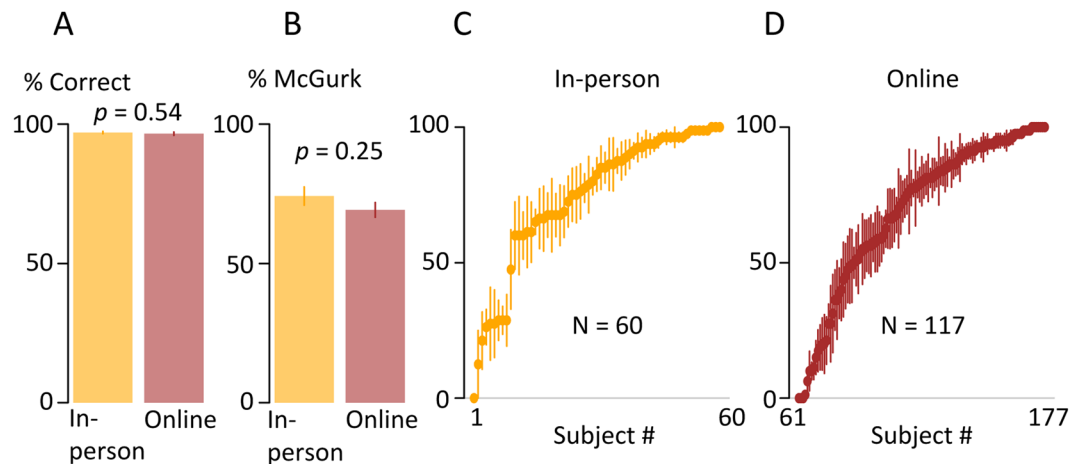 A
B
C
D
% Correct
% McGurk
In-person
Online
p = 0.54
p = 0.25
100
50
0
In-
person
Online
100
50
0
In-
person
Online
100
50
0
N = 60
1
60
Subject #
100
50
0
N = 117
61
177
Subject #